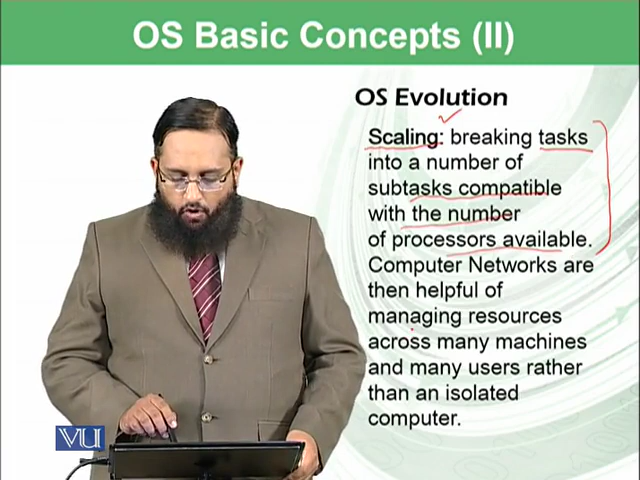 OS Basic Concepts (II)
OS Evolution
Scaling: breaking tasks
into a number of
subtasks compatible
with the number
of processors available.
Computer Networks are
then helpful of
managing resources
across many machines
and many users rather
than an isolated
computer.
VU